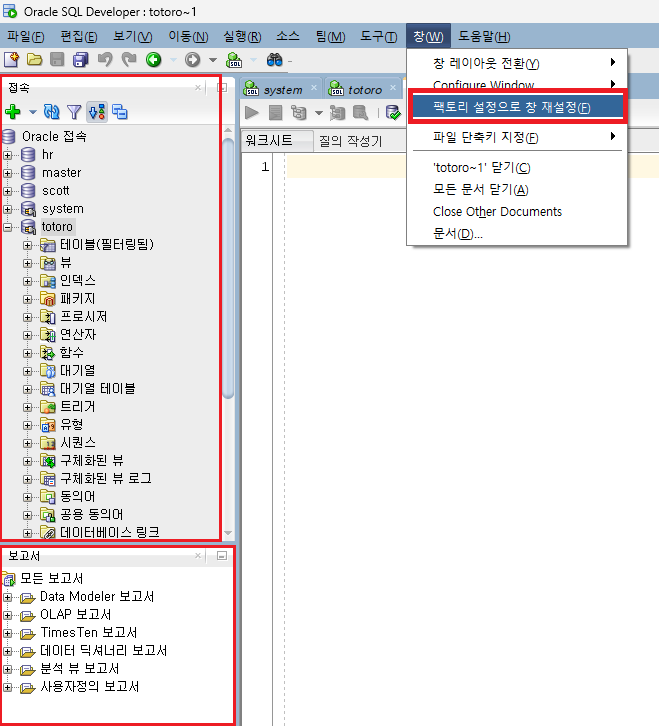 Oracle SQL Developer : totoro~1
파일(F) 편집(E) 보기(V) 이동(N) 실행(R) 소스 팀(M) 도구(T) 창(W) 도움말(H)
창 레이아웃 전환(Y)
Configure Window
팩토리 설정으로 창 재설정(F)
파일 단축키 지정(F)
'totoro~1' 닫기(C)
모든 문서 닫기(A)
Close Other Documents
문서(D)...
접속
Oracle 접속
hr
master
scott
system
totoro
테이블(필터링됨)
뷰
인덱스
패키지
프로시저
연산자
함수
대기열
대기열 테이블
트리거
유형
시퀀스
구체화된 뷰
구체화된 뷰 로그
동의어
공용 동의어
데이터베이스 링크
보고서
모든 보고서
Data Modeler 보고서
OLAP 보고서
TimesTen 보고서
데이터 딕셔너리 보고서
분석 뷰 보고서
사용자정의 보고서
system totoro
워크시트 질의 작성기
1